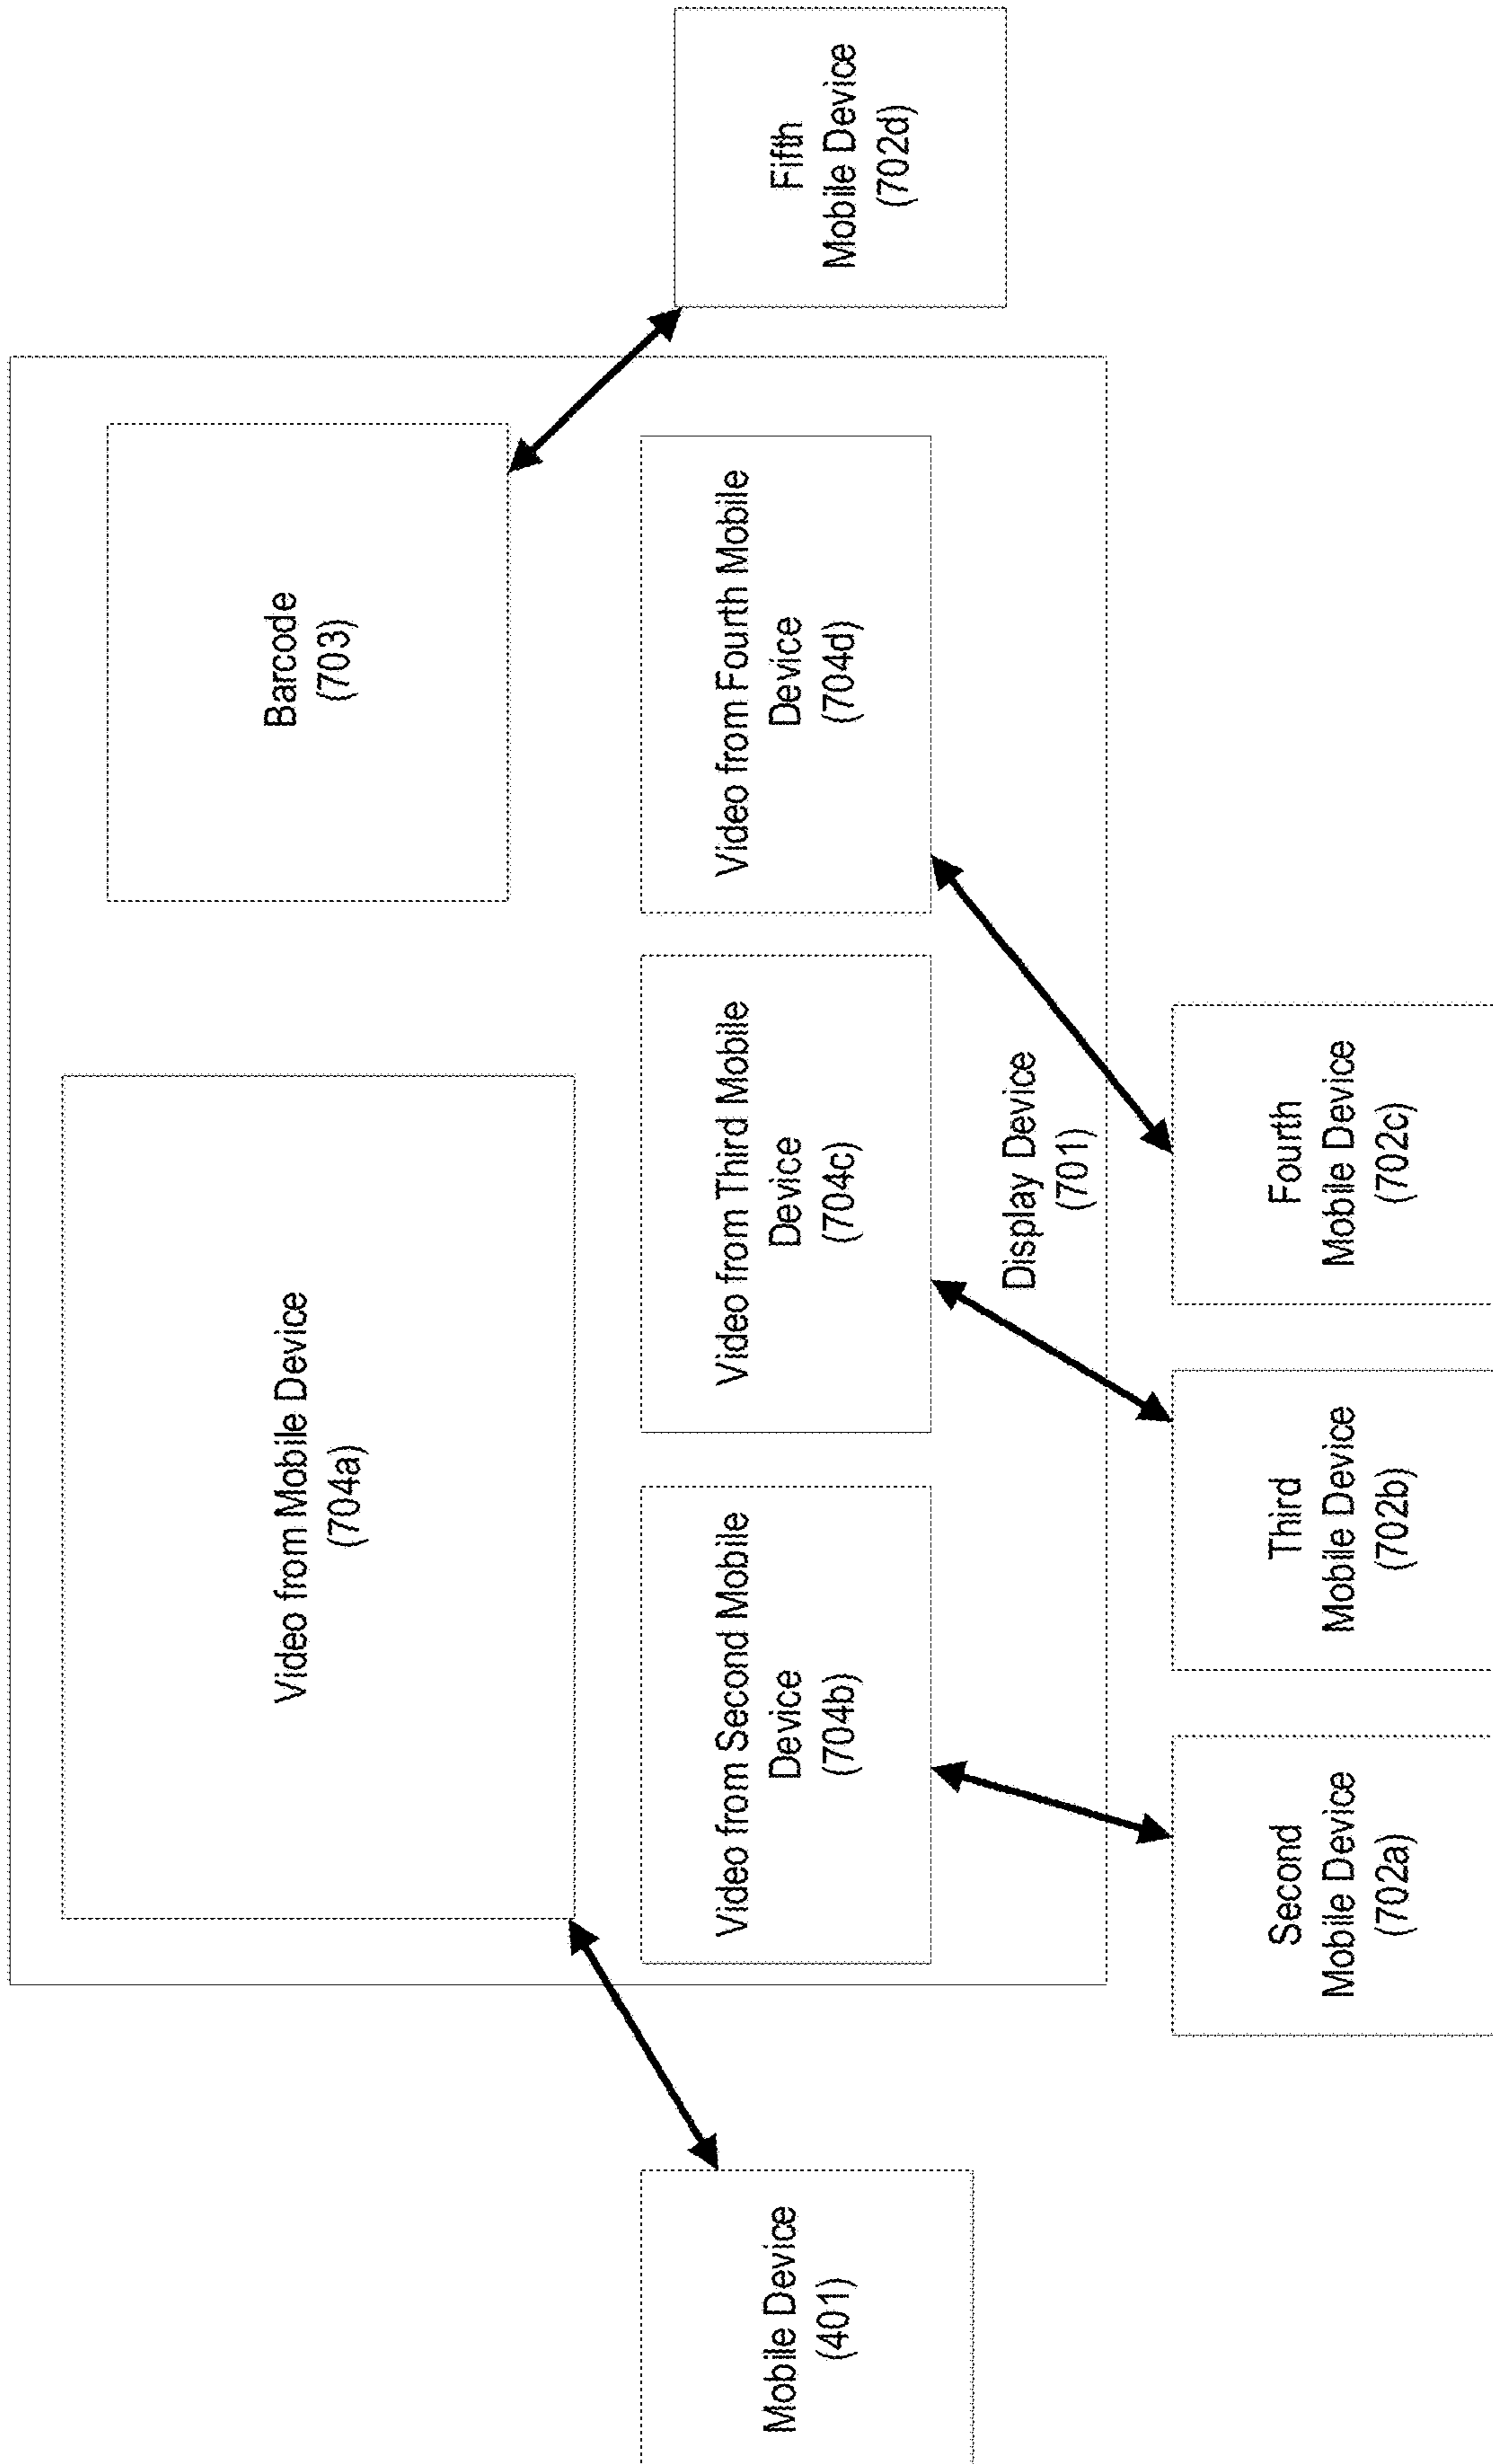 Video from Mobile Device
(704a)
Barcode
(703)
Video from Second Mobile
Device
(704b)
Video from Third Mobile
Device
(704c)
Video from Fourth Mobile
Device
(704d)
Display Device
(701)
Mobile Device
(401)
Second
Mobile Device
(702a)
Third
Mobile Device
(702b)
Fourth
Mobile Device
(702c)
Fifth
Mobile Device
(702d)